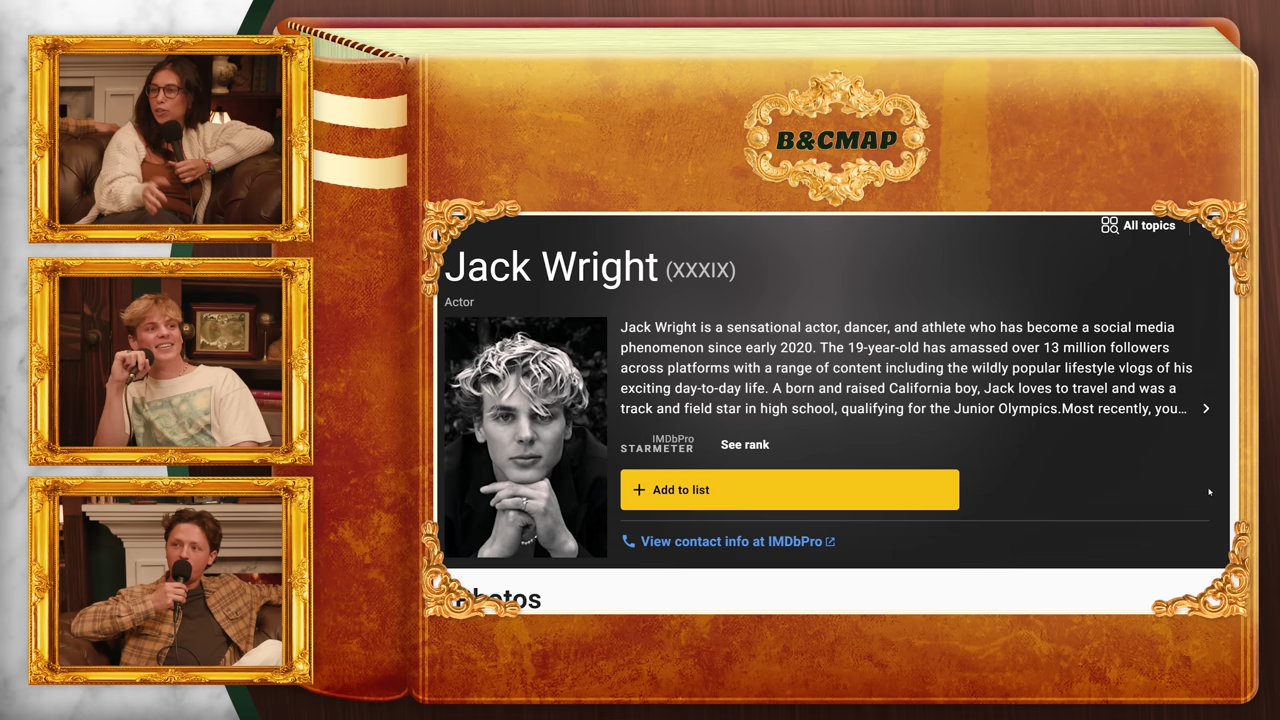 B&CMAP
All topics
Jack Wright (XXXIX)
Actor
Jack Wright is a sensational actor, dancer, and athlete who has become a social media
phenomenon since early 2020. The 19-year-old has amassed over 13 million followers
across platforms with a range of content including the wildly popular lifestyle vlogs of his
exciting day-to-day life. A born and raised California boy, Jack loves to travel and was a
track and field star in high school, qualifying for the Junior Olympics.Most recently, you...
IMDbPro
STARMETER
See rank
Add to list
View contact info at IMDbPro
Photos